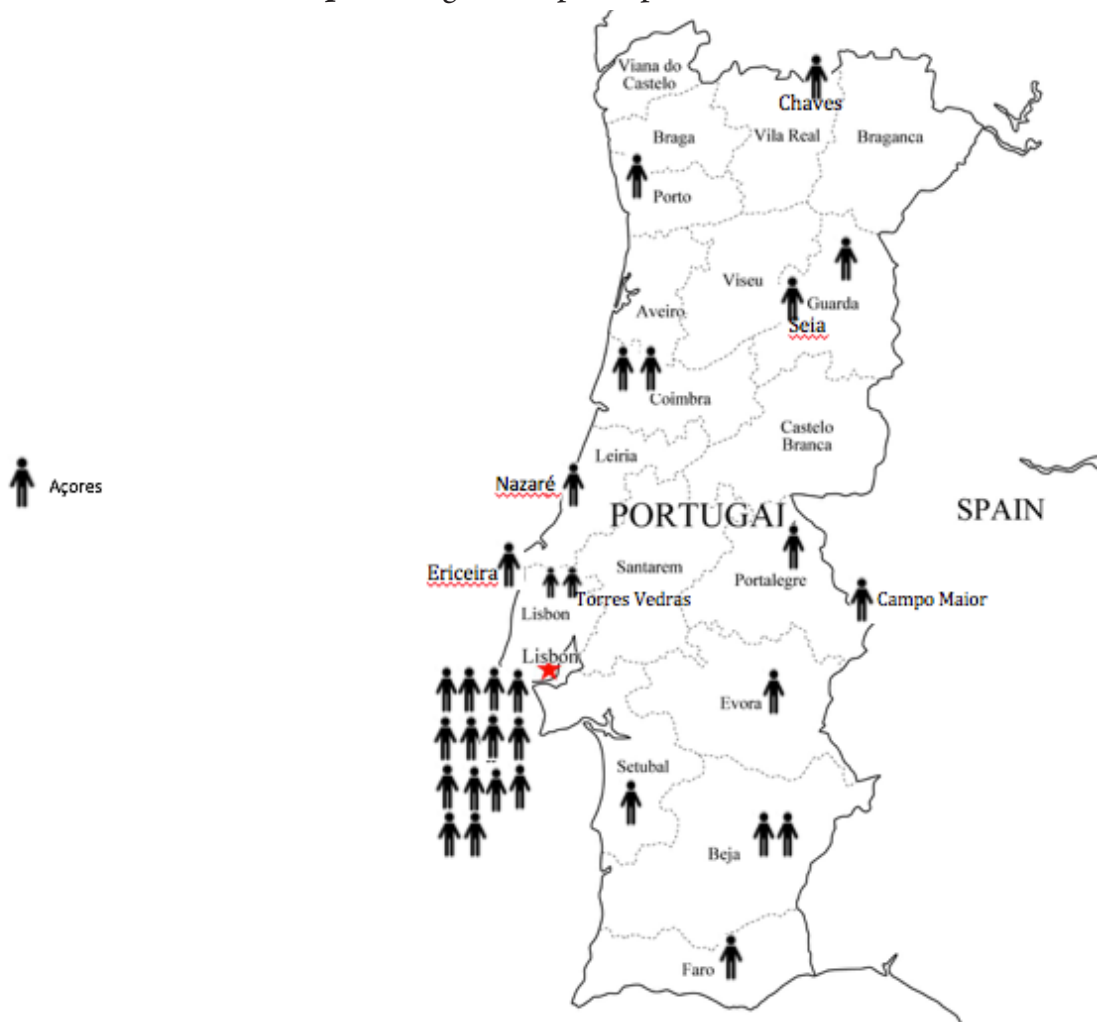 Viana do
Castelo
Chaves
Braga
Vila Real
Braganca
Porto
Viseu
Guarda
Aveiro
Seia
Coimbra
Castelo
Branca
Leiria
Açores
Nazaré
PORTUGAL
SPAIN
Ericeira
Santarem
Portalegre
Torres Vedras
Campo Maior
Lisbon
Lisbon
Evora
Setubal
Beja
Faro